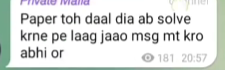 Private Mafia
Paper toh daal dia ab solve
krne pe laag jaao msg mt kro
abhi or
181 20:57